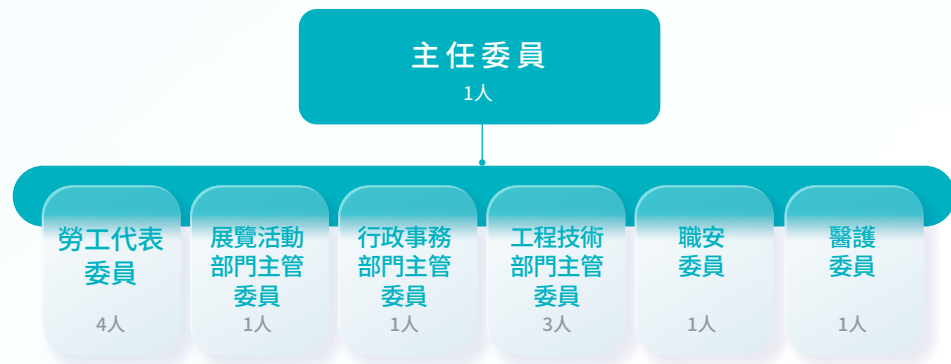 主任委員
1人
勞工代表
委員
4人
展覽活動
部門主管
委員
1人
行政事務
部門主管
委員
1人
工程技術
部門主管
委員
3人
職安
委員
1人
醫護
委員
1人